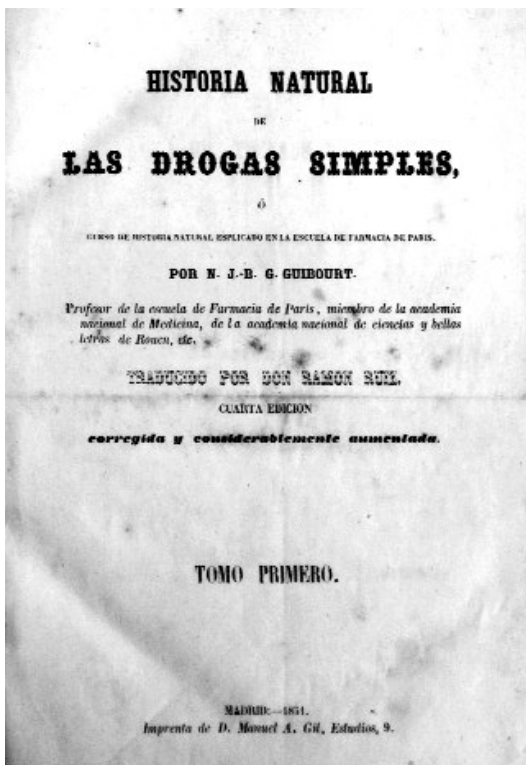 HISTORIA NATURAL
DE
LAS DROGAS SIMPLES,
Ó
CURSO DE HISTORIA NATURAL ESPLICADO EN LA ESCUELA DE FARMACIA DE PARIS.
POR N. J.-B. G. GUIBOURT.
Profesor de la escuela de Farmacia de Paris, miembro de la academia
nacional de Medicina, de la academia nacional de ciencias y bellas
letras de Rouen, etc.
TRADUCIDO POR DON RAMON RUIZ.
CUARTA EDICION
corregida y considerablemente aumentada.
TOMO PRIMERO.
MADRID:—1851.
Imprenta de D. Manuel A. Gil, Estudios, 9.